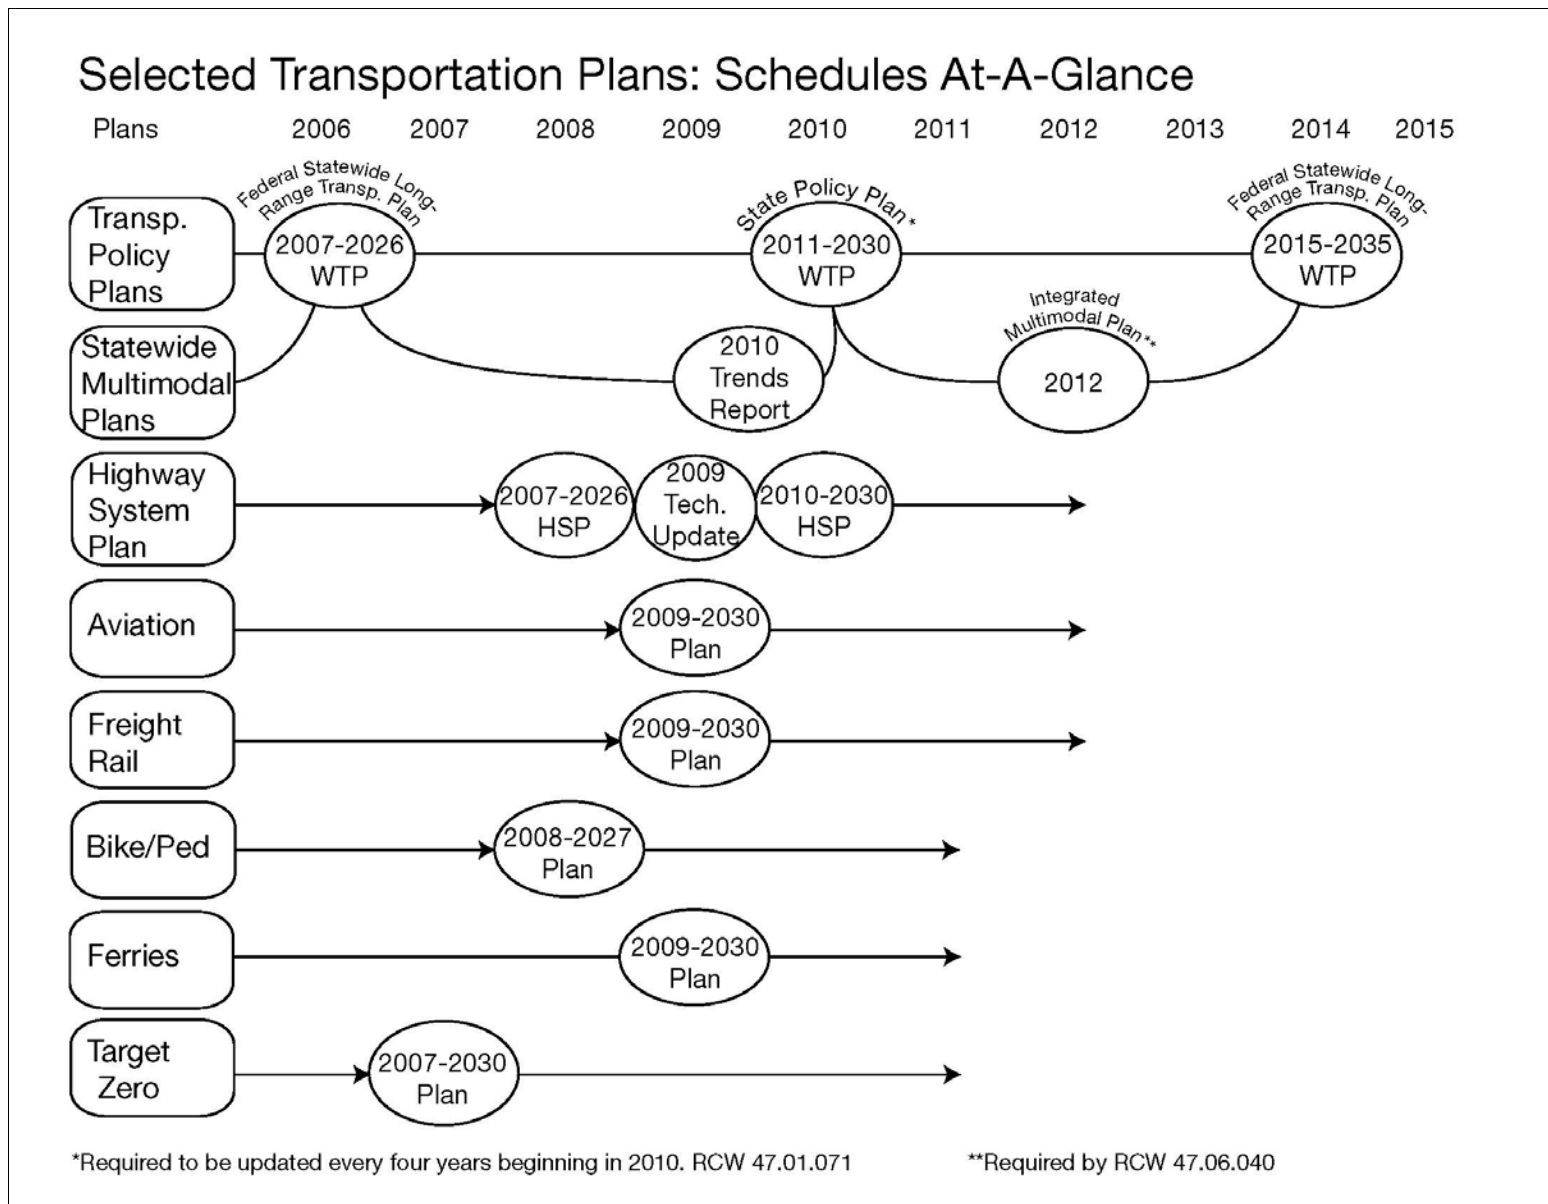 Selected Transportation Plans: Schedules At-A-Glance
Plans 2006 2007 2008 2009 2010 2011 2012 2013 2014 2015
Transp.
Policy
Plans
Federal Statewide Long-
Range Transp. Plan
2007-2026
WTP
State Policy Plan*
2011-2030
WTP
Federal Statewide Long-
Range Transp. Plan
2015-2035
WTP
Statewide
Multimodal
Plans
2010
Trends
Report
Integrated
Multimodal Plan**
2012
Highway
System
Plan
2007-2026
HSP
2009
Tech.
Update
2010-2030
HSP
Aviation
2009-2030
Plan
Freight
Rail
2009-2030
Plan
Bike/Ped
2008-2027
Plan
Ferries
2009-2030
Plan
Target
Zero
2007-2030
Plan
*Required to be updated every four years beginning in 2010. RCW 47.01.071
**Required by RCW 47.06.040